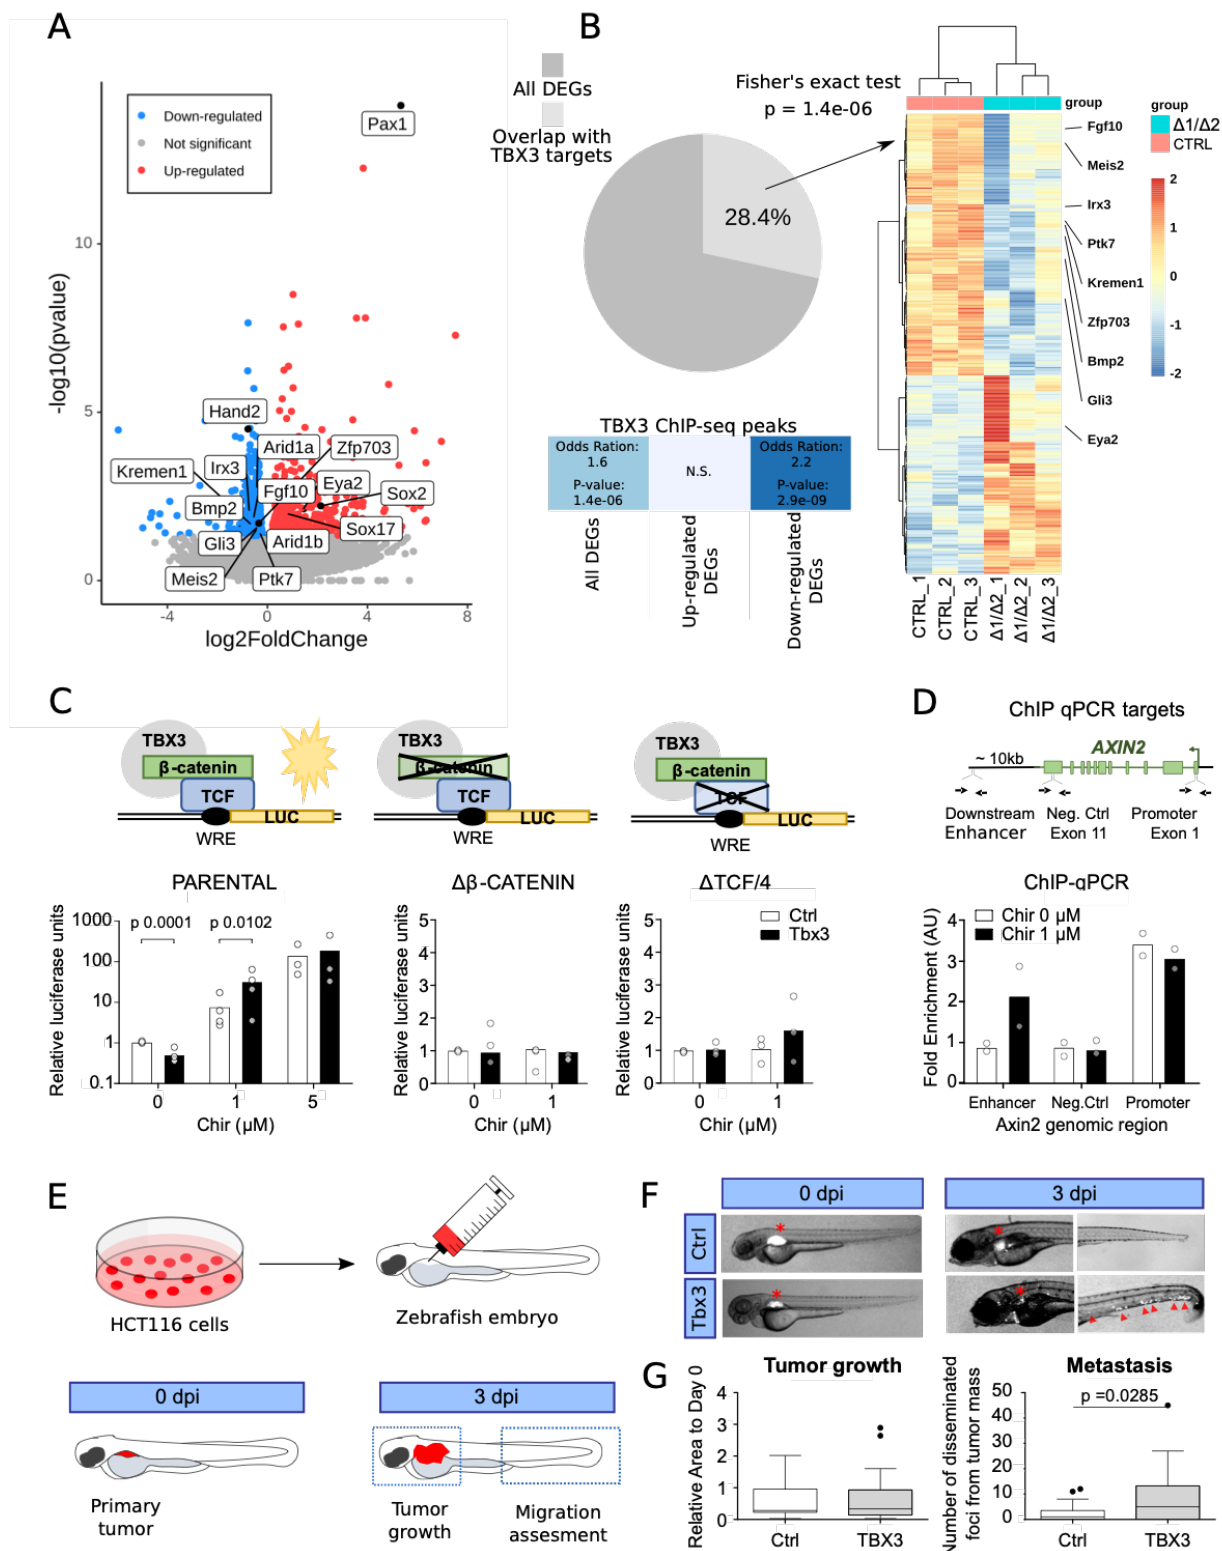 A
Down-regulated
Not significant
Up-regulated
Pax1
Hand2
Arid1a
Zfp703
Kremen1
Irx3
Fgf10
Eya2
Sox2
Bmp2
Sox17
Gli3
Arid1b
Meis2
Ptk7
10
5
0
-4
0
4
-log10(pvalue)
log2FoldChange
B
All DEGs
Overlap with
TBX3 targets
Fisher's exact test
p = 1.4e-06
28.4%
TBX3 ChIP-seq peaks
Odds Ration:
1.6
P-value:
1.4e-06
N.S.
Odds Ration:
2.2
P-value:
2.9e-09
All DEGs
Up-regulated
DEGs
Down-regulated
DEGs
group
Fgf10
Meis2
Irx3
Ptk7
Kremen1
Zfp703
Bmp2
Gli3
Eya2
group
Δ1/Δ2
CTRL
2
1
0
-1
-2
CTRL_1
CTRL_2
CTRL_3
Δ1/Δ2_1
Δ1/Δ2_2
Δ1/Δ2_3
C
TBX3
β-catenin
TCF
LUC
WRE
TBX3
β-catenin
TCF
LUC
WRE
TBX3
β-catenin
TCF
LUC
WRE
PARENTAL
p 0.0001
p 0.0102
1000
100
10
1
0.1
0
1
5
Relative luciferase units
Chir (µM)
Δβ-CATENIN
5
4
3
2
1
0
0
1
Relative luciferase units
Chir (µM)
ΔTCF/4
Ctrl
Tbx3
5
4
3
2
1
0
0
1
Relative luciferase units
Chir (µM)
D
ChIP qPCR targets
AXIN2
~ 10kb
Downstream
Enhancer
Neg. Ctrl
Exon 11
Promoter
Exon 1
ChIP-qPCR
Chir 0 µM
Chir 1 µM
4
3
2
1
0
Fold Enrichment (AU)
Enhancer
Neg.Ctrl
Promoter
Axin2 genomic region
E
HCT116 cells
Zebrafish embryo
0 dpi
3 dpi
Primary
tumor
Tumor
growth
Migration
assesment
F
0 dpi
3 dpi
Ctrl
Tbx3
G
Tumor growth
4
3
2
1
0
Relative Area to Day 0
Ctrl
TBX3
Metastasis
p =0.0285
50
40
30
20
10
0
Number of disseminated
foci from tumor mass
Ctrl
TBX3